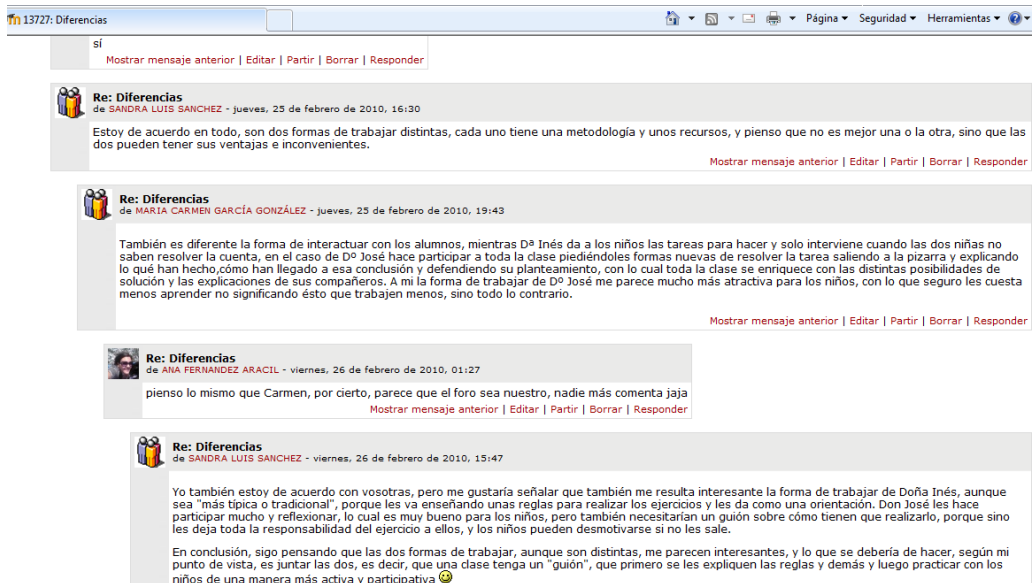 13727: Diferencias
Página Seguridad Herramientas
sí
Mostrar mensaje anterior | Editar | Partir | Borrar | Responder
Re: Diferencias
de SANDRA LUIS SANCHEZ - jueves, 25 de febrero de 2010, 16:30
Estoy de acuerdo en todo, son dos formas de trabajar distintas, cada uno tiene una metodología y unos recursos, y pienso que no es mejor una o la otra, sino que las
dos pueden tener sus ventajas e inconvenientes.
Mostrar mensaje anterior | Editar | Partir | Borrar | Responder
Re: Diferencias
de MARIA CARMEN GARCÍA GONZÁLEZ - jueves, 25 de febrero de 2010, 19:43
También es diferente la forma de interactuar con los alumnos, mientras Dª Inés da a los niños las tareas para hacer y solo interviene cuando las dos niñas no
saben resolver la cuenta, en el caso de Dº José hace participar a toda la clase piediéndoles formas nuevas de resolver la tarea saliendo a la pizarra y explicando
lo qué han hecho,cómo han llegado a esa conclusión y defendiendo su planteamiento, con lo cual toda la clase se enriquece con las distintas posibilidades de
solución y las explicaciones de sus compañeros. A mi la forma de trabajar de Dº José me parece mucho más atractiva para los niños, con lo que seguro les cuesta
menos aprender no significando ésto que trabajen menos, sino todo lo contrario.
Mostrar mensaje anterior | Editar | Partir | Borrar | Responder
Re: Diferencias
de ANA FERNANDEZ ARACIL - viernes, 26 de febrero de 2010, 01:27
pienso lo mismo que Carmen, por cierto, parece que el foro sea nuestro, nadie más comenta jaja
Mostrar mensaje anterior | Editar | Partir | Borrar | Responder
Re: Diferencias
de SANDRA LUIS SANCHEZ - viernes, 26 de febrero de 2010, 15:47
Yo también estoy de acuerdo con vosotras, pero me gustaría señalar que también me resulta interesante la forma de trabajar de Doña Inés, aunque
sea "más típica o tradicional", porque les va enseñando unas reglas para realizar los ejercicios y les da como una orientación. Don José les hace
participar mucho y reflexionar, lo cual es muy bueno para los niños, pero también necesitarían un guión sobre cómo tienen que realizarlo, porque sino
les deja toda la responsabilidad del ejercicio a ellos, y los niños pueden desmotivarse si no les sale.
En conclusión, sigo pensando que las dos formas de trabajar, aunque son distintas, me parecen interesantes, y lo que se debería de hacer, según mi
punto de vista, es juntar las dos, es decir, que una clase tenga un "guión", que primero se les expliquen las reglas y demás y luego practicar con los
niños de una manera más activa y participativa